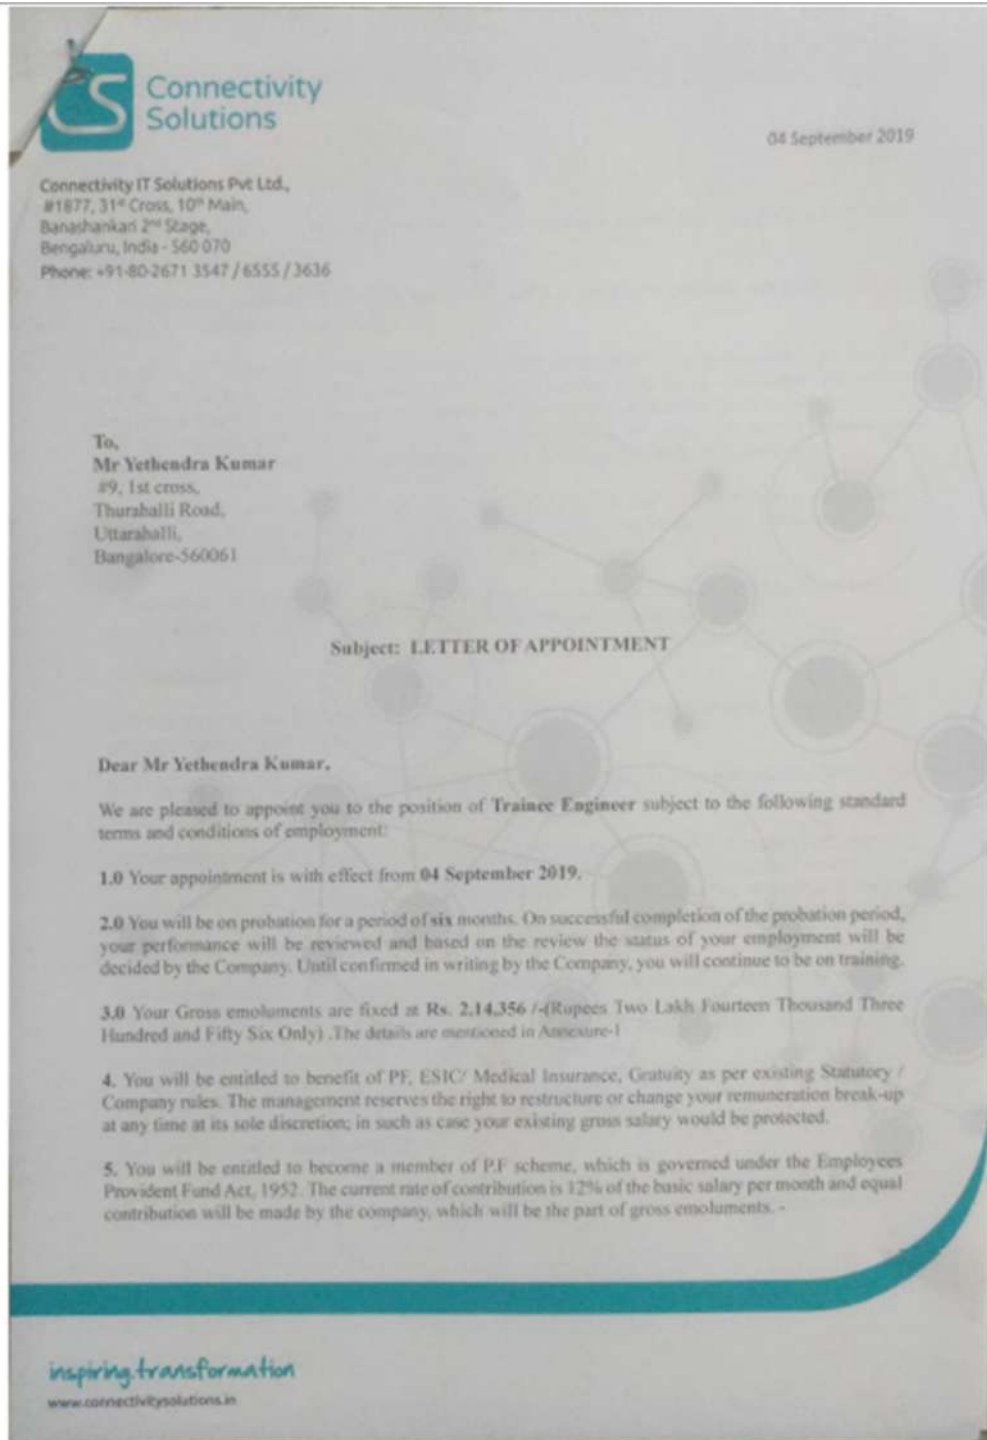 CS Connectivity
Solutions
04 September 2019
Connectivity IT Solutions Pvt Ltd.,
#1877, 31st Cross, 10th Main,
Banashankari 2nd Stage,
Bengaluru, India - 560 070
Phone: +91-80-2671 3547 / 6555 / 3636
To,
Mr Yethendra Kumar
#9, 1st cross,
Thurahalli Road,
Uttarahalli,
Bangalore-560061
Subject: LETTER OF APPOINTMENT
Dear Mr Yethendra Kumar,
We are pleased to appoint you to the position of Trainee Engineer subject to the following standard
terms and conditions of employment:
1.0 Your appointment is with effect from 04 September 2019.
2.0 You will be on probation for a period of six months. On successful completion of the probation period,
your performance will be reviewed and based on the review the status of your employment will be
decided by the Company. Until confirmed in writing by the Company, you will continue to be on training.
3.0 Your Gross emoluments are fixed at Rs. 2,14,356 /-(Rupees Two Lakh Fourteen Thousand Three
Hundred and Fifty Six Only) .The details are mentioned in Annexure-1
4. You will be entitled to benefit of PF, ESIC/ Medical Insurance, Gratuity as per existing Statutory /
Company rules. The management reserves the right to restructure or change your remuneration break-up
at any time at its sole discretion; in such as case your existing gross salary would be protected.
5. You will be entitled to become a member of P.F scheme, which is governed under the Employees
Provident Fund Act, 1952. The current rate of contribution is 12% of the basic salary per month and equal
contribution will be made by the company, which will be the part of gross emoluments. -
inspiring.transformation
www.connectivitysolutions.in